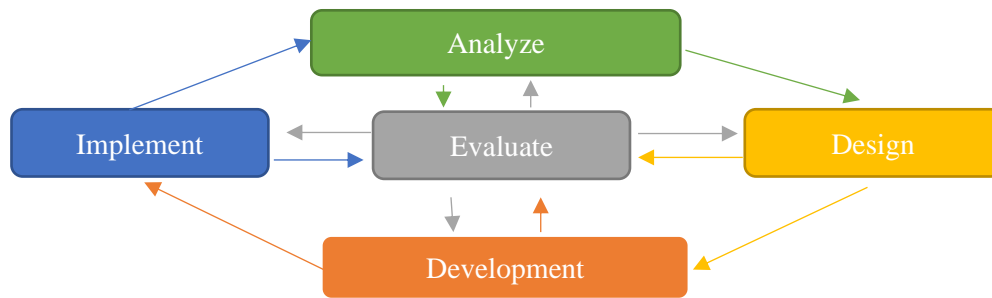 Analyze
Implement
Evaluate
Design
Development